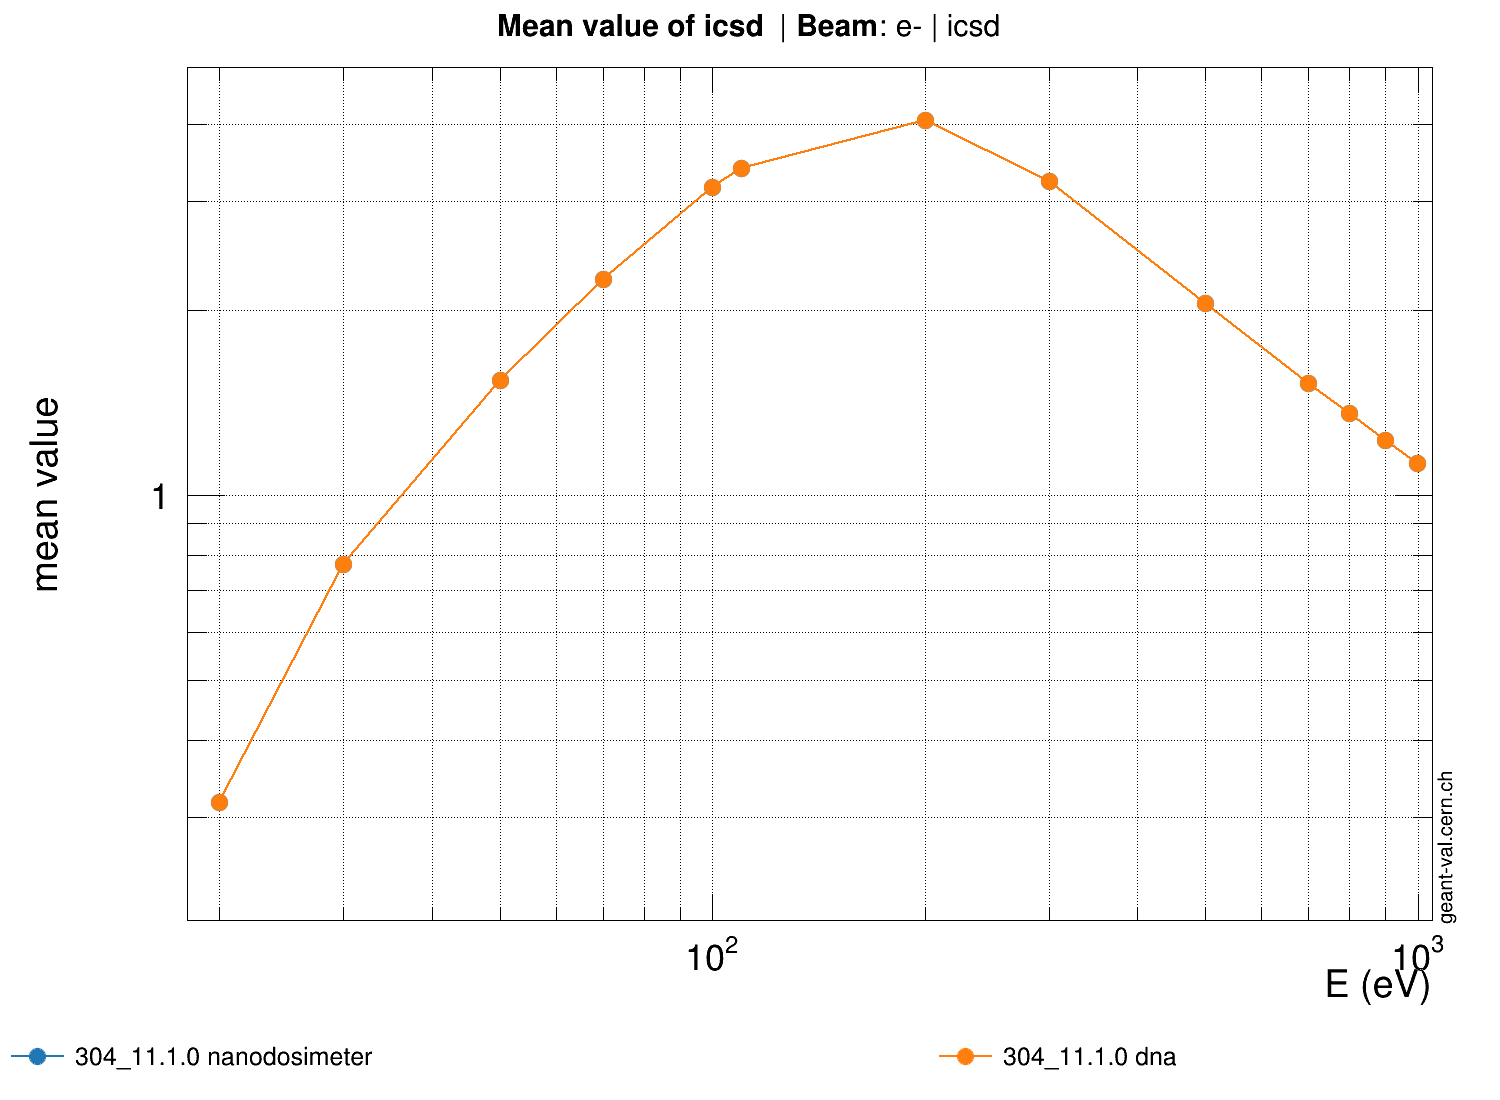 Mean value of icsd | Beam: e- | icsd
mean value
1
10²
10³
E (eV)
geant-val.cern.ch
304_11.1.0 nanodosimeter
304_11.1.0 dna